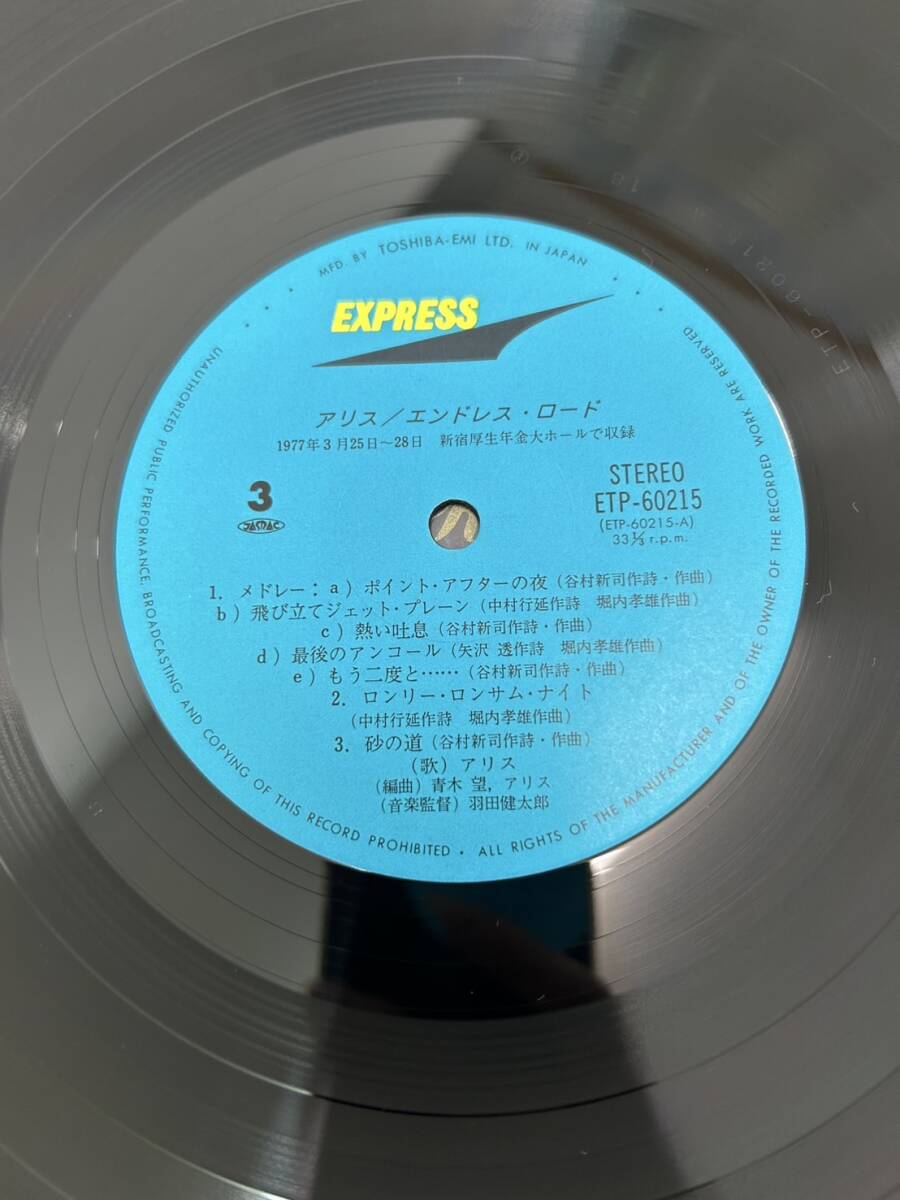 MFD. BY TOSHIBA-EMI LTD. IN JAPAN
EXPRESS
アリス/エンドレス・ロード
1977年3月25日~28日 新宿厚生年金大ホールで収録
3
JASRAC
STEREO
ETP-60215
(ETP-60215-A)
33⅓ r.p.m.
1. メドレー:a)ポイント・アフターの夜(谷村新司作詩・作曲)
b)飛び立てジェット・プレーン(中村行延作詩 堀内孝雄作曲)
c)熱い吐息(谷村新司作詩・作曲)
d)最後のアンコール(矢沢 透作詩 堀内孝雄作曲)
e)もう二度と……(谷村新司作詩・作曲)
2. ロンリー・ロンサム・ナイト
(中村行延作詩 堀内孝雄作曲)
3. 砂の道(谷村新司作詩・作曲)
(歌)アリス
(編曲)青木 望, アリス
(音楽監督)羽田健太郎
UNAUTHORIZED PUBLIC PERFORMANCE, BROADCASTING AND COPYING OF THIS RECORD PROHIBITED • ALL RIGHTS OF THE MANUFACTURER AND OF THE OWNER OF THE RECORDED WORK ARE RESERVED